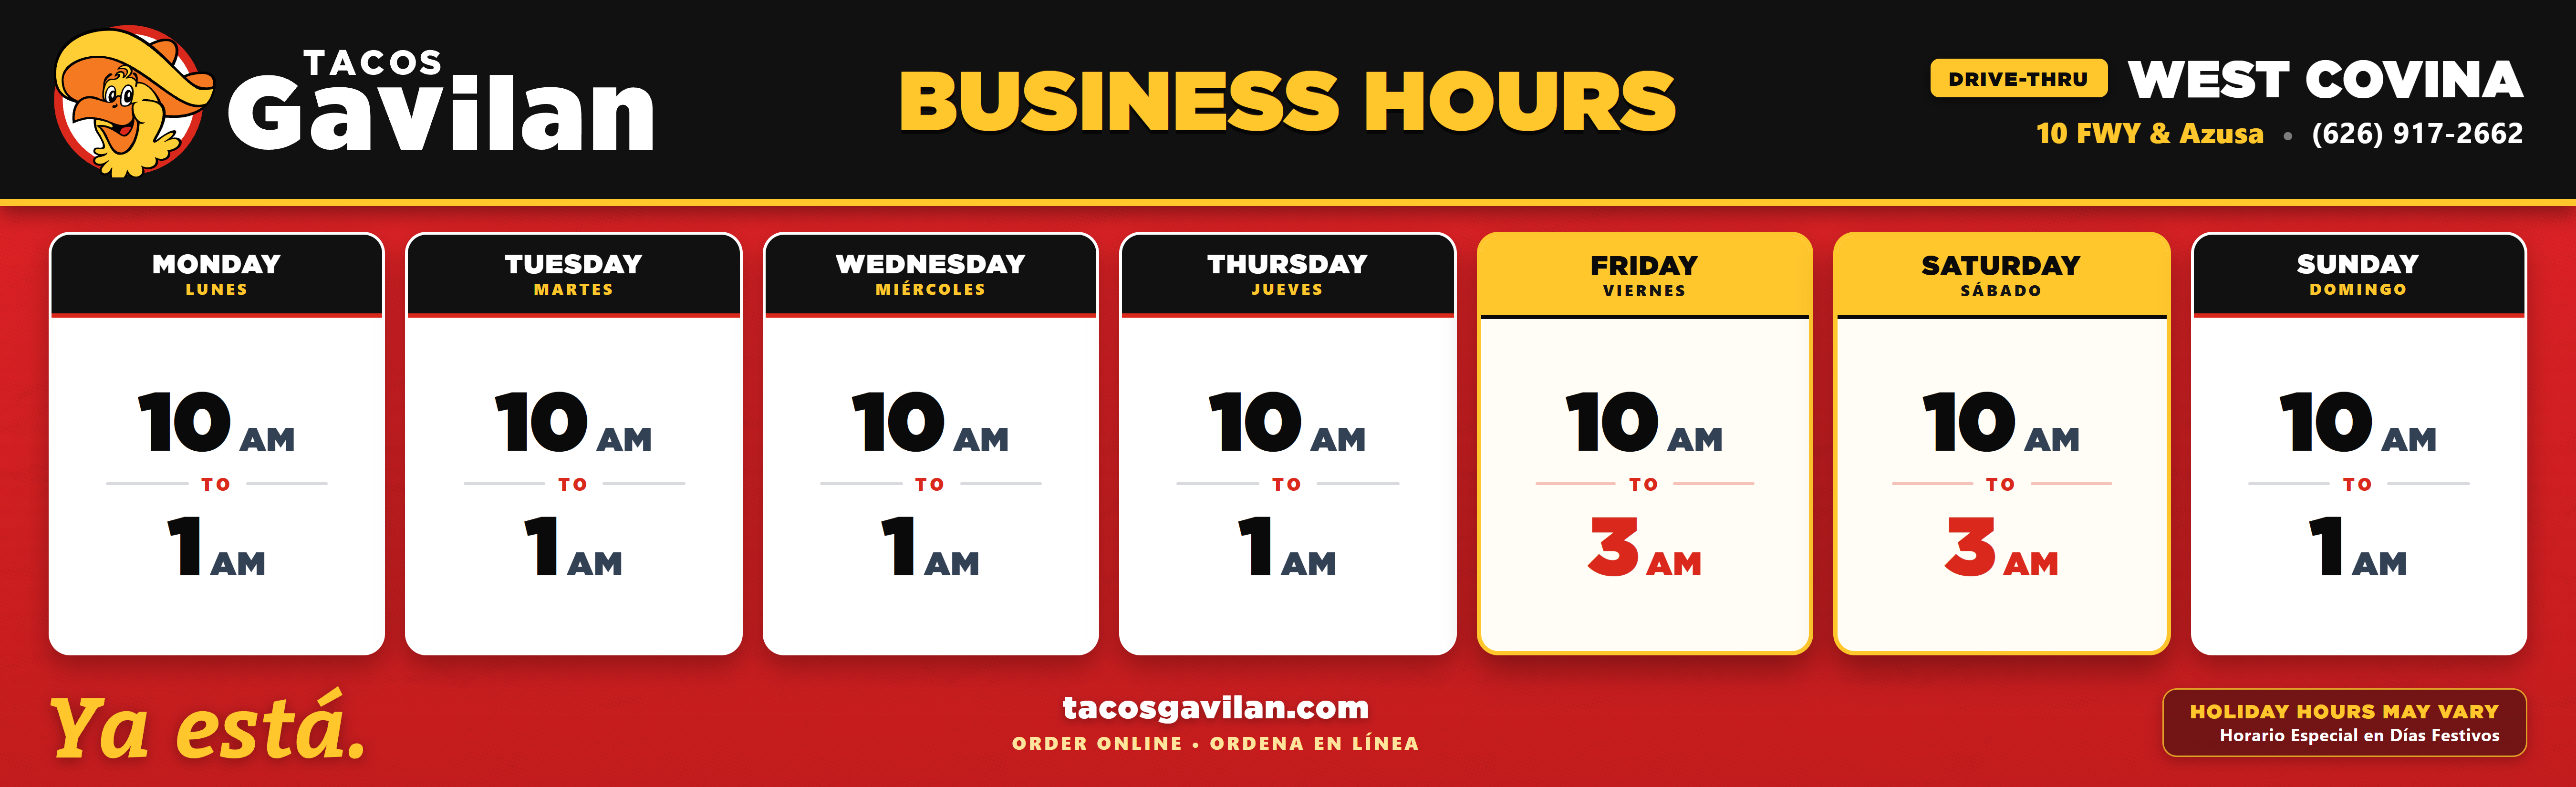 TACOS
Gavilan
BUSINESS HOURS
DRIVE-THRU WEST COVINA
10 FWY & Azusa • (626) 917-2662
MONDAY
LUNES
10 AM
TO
1 AM
TUESDAY
MARTES
10 AM
TO
1 AM
WEDNESDAY
MIÉRCOLES
10 AM
TO
1 AM
THURSDAY
JUEVES
10 AM
TO
1 AM
FRIDAY
VIERNES
10 AM
TO
3 AM
SATURDAY
SÁBADO
10 AM
TO
3 AM
SUNDAY
DOMINGO
10 AM
TO
1 AM
Ya está.
tacosgavilan.com
ORDER ONLINE • ORDENA EN LÍNEA
HOLIDAY HOURS MAY VARY
Horario Especial en Días Festivos